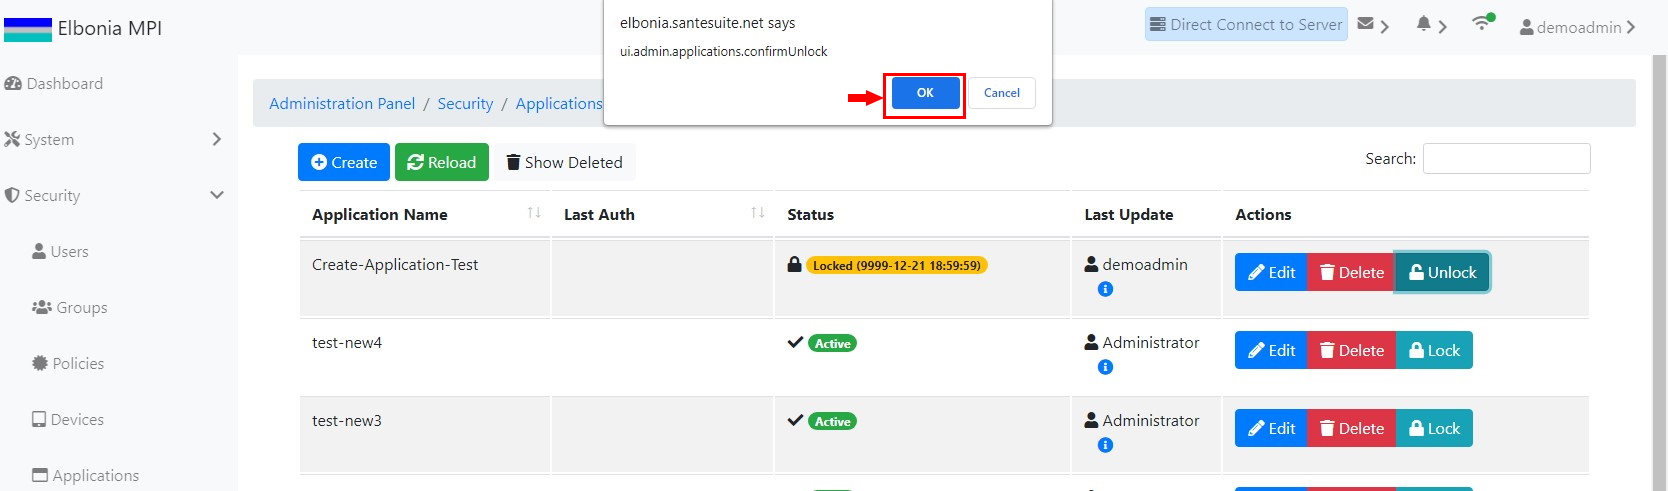 Elbonia MPI
elbonia.santesuite.net says
ui.admin.applications.confirmUnlock
OK
Cancel
Direct Connect to Server
demoadmin
Dashboard
System
Security
Users
Groups
Policies
Devices
Applications
Administration Panel / Security / Applications
Create
Reload
Show Deleted
Search:
Application Name Last Auth Status Last Update Actions
Create-Application-Test Locked (9999-12-21 18:59:59) demoadmin Edit Delete Unlock
test-new4 Active Administrator Edit Delete Lock
test-new3 Active Administrator Edit Delete Lock